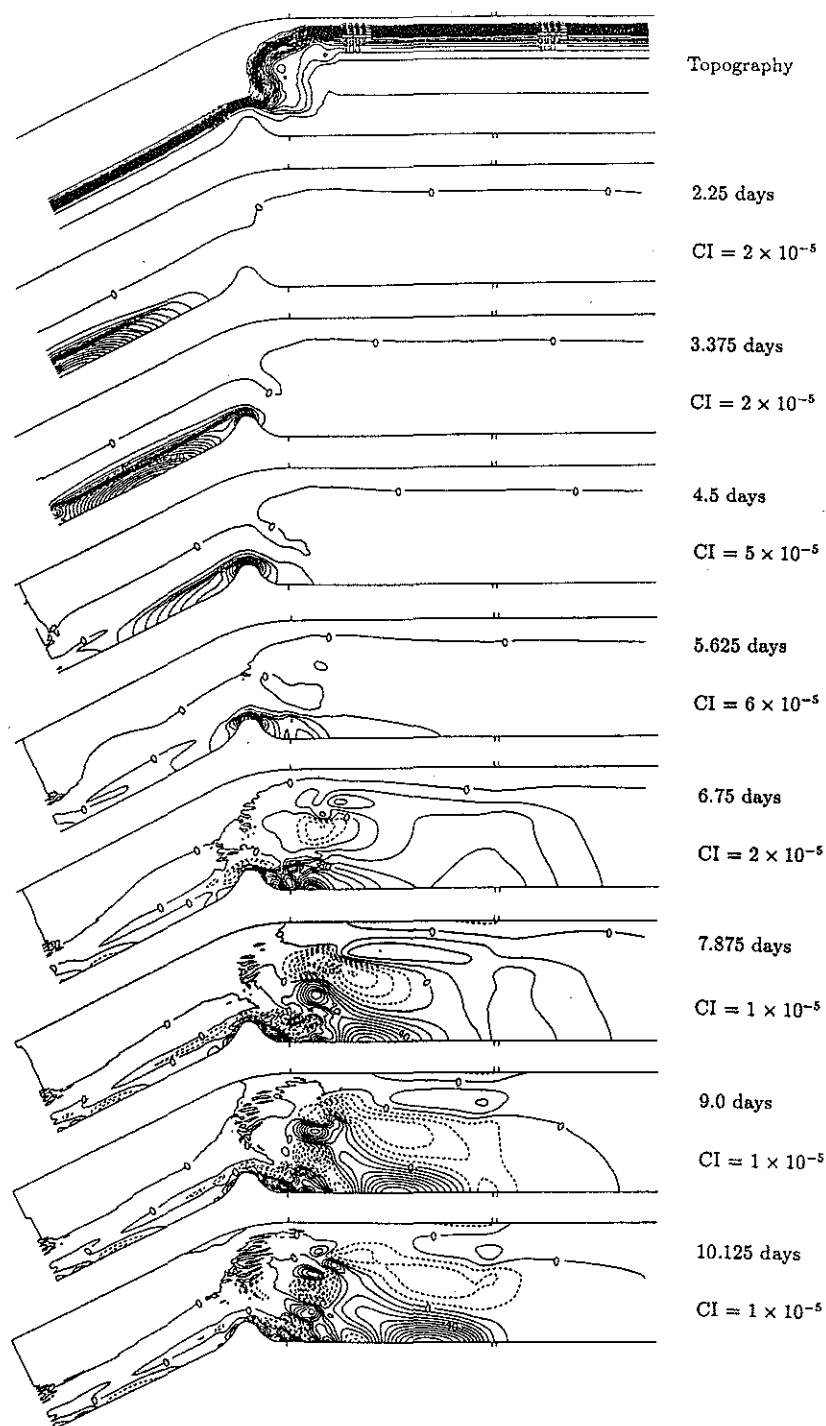 Topography
2.25 days
CI = 2 × 10⁻⁵
3.375 days
CI = 2 × 10⁻⁵
4.5 days
CI = 5 × 10⁻⁵
5.625 days
CI = 6 × 10⁻⁵
6.75 days
CI = 2 × 10⁻⁵
7.875 days
CI = 1 × 10⁻⁵
9.0 days
CI = 1 × 10⁻⁵
10.125 days
CI = 1 × 10⁻⁵